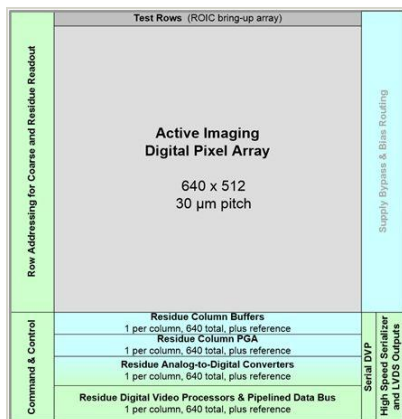 Test Rows (ROIC bring-up array)
Row Addressing for Coarse and Residue Readout
Active Imaging
Digital Pixel Array
640 x 512
30 µm pitch
Supply Bypass & Bias Routing
Command & Control
Residue Column Buffers
1 per column, 640 total, plus reference
Residue Column PGA
1 per column, 640 total, plus reference
Residue Analog-to-Digital Converters
1 per column, 640 total, plus reference
Residue Digital Video Processors & Pipelined Data Bus
1 per column, 640 total, plus reference
Serial DVP
High Speed Serializer
and LVDS Outputs